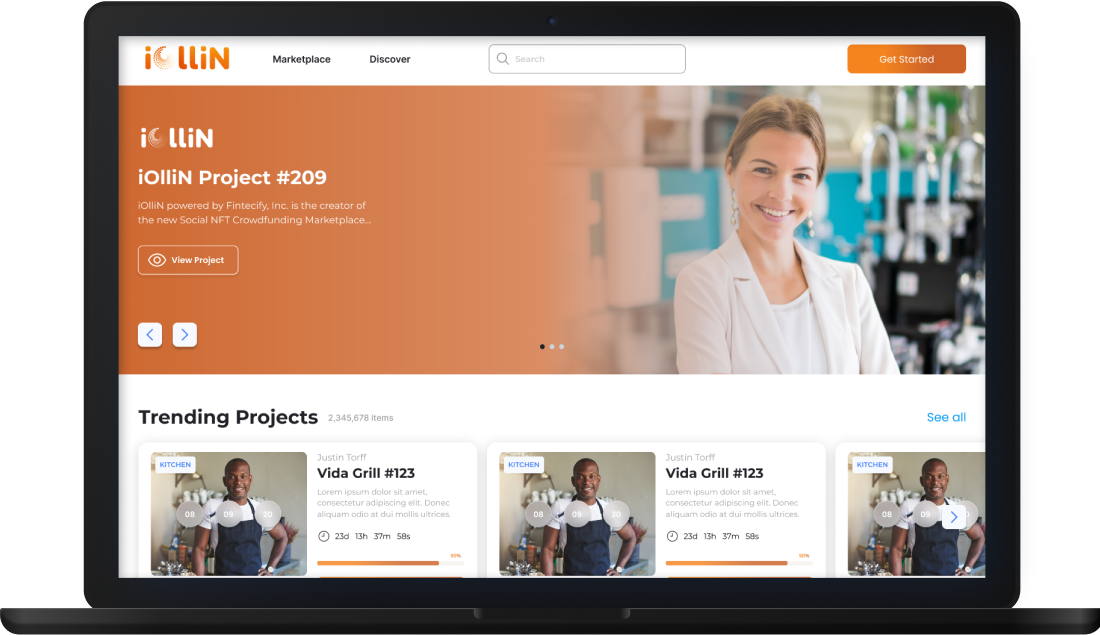 iOlliN
Marketplace
Discover
Search
Get Started
iOlliN
iOlliN Project #209
iOlliN powered by Fintecify, Inc. is the creator of
the new Social NFT Crowdfunding Marketplace...
View Project
Trending Projects
2,345,678 items
See all
KITCHEN
08 09 20
Justin Torff
Vida Grill #123
Lorem ipsum dolor sit amet,
consectetur adipiscing elit. Donec
aliquam odio at dui mollis ultrices.
23d 13h 37m 58s
90%
KITCHEN
08 09 20
Justin Torff
Vida Grill #123
Lorem ipsum dolor sit amet,
consectetur adipiscing elit. Donec
aliquam odio at dui mollis ultrices.
23d 13h 37m 58s
90%
KITCHEN
08 09